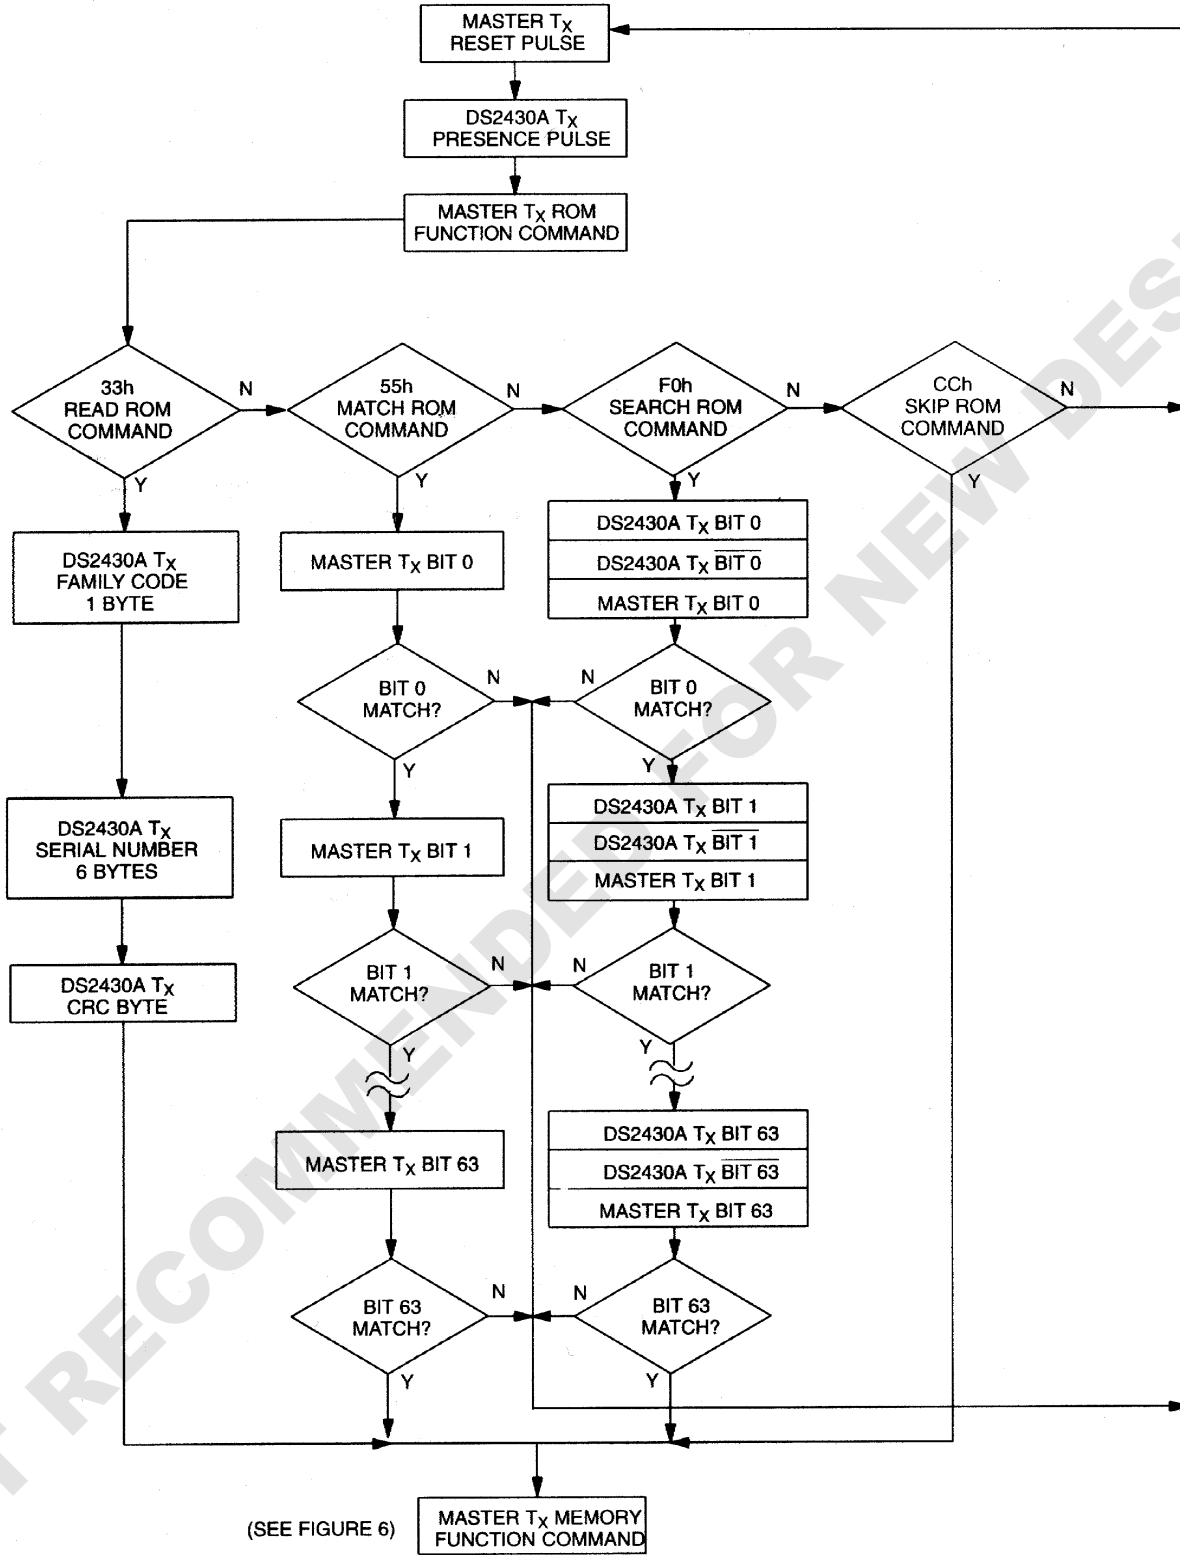 MASTER TX
RESET PULSE
DS2430A TX
PRESENCE PULSE
MASTER TX ROM
FUNCTION COMMAND
33h
READ ROM
COMMAND
N
Y
55h
MATCH ROM
COMMAND
N
Y
F0h
SEARCH ROM
COMMAND
N
Y
CCh
SKIP ROM
COMMAND
N
Y
DS2430A TX
FAMILY CODE
1 BYTE
DS2430A TX
SERIAL NUMBER
6 BYTES
DS2430A TX
CRC BYTE
MASTER TX BIT 0
BIT 0
MATCH?
N
Y
MASTER TX BIT 1
BIT 1
MATCH?
N
Y
MASTER TX BIT 63
BIT 63
MATCH?
N
Y
DS2430A TX BIT 0
DS2430A TX BIT 0
MASTER TX BIT 0
BIT 0
MATCH?
N
Y
DS2430A TX BIT 1
DS2430A TX BIT 1
MASTER TX BIT 1
BIT 1
MATCH?
N
Y
DS2430A TX BIT 63
DS2430A TX BIT 63
MASTER TX BIT 63
BIT 63
MATCH?
N
Y
(SEE FIGURE 6)
MASTER TX MEMORY
FUNCTION COMMAND
T RECOMMENDED FOR NEW DESI